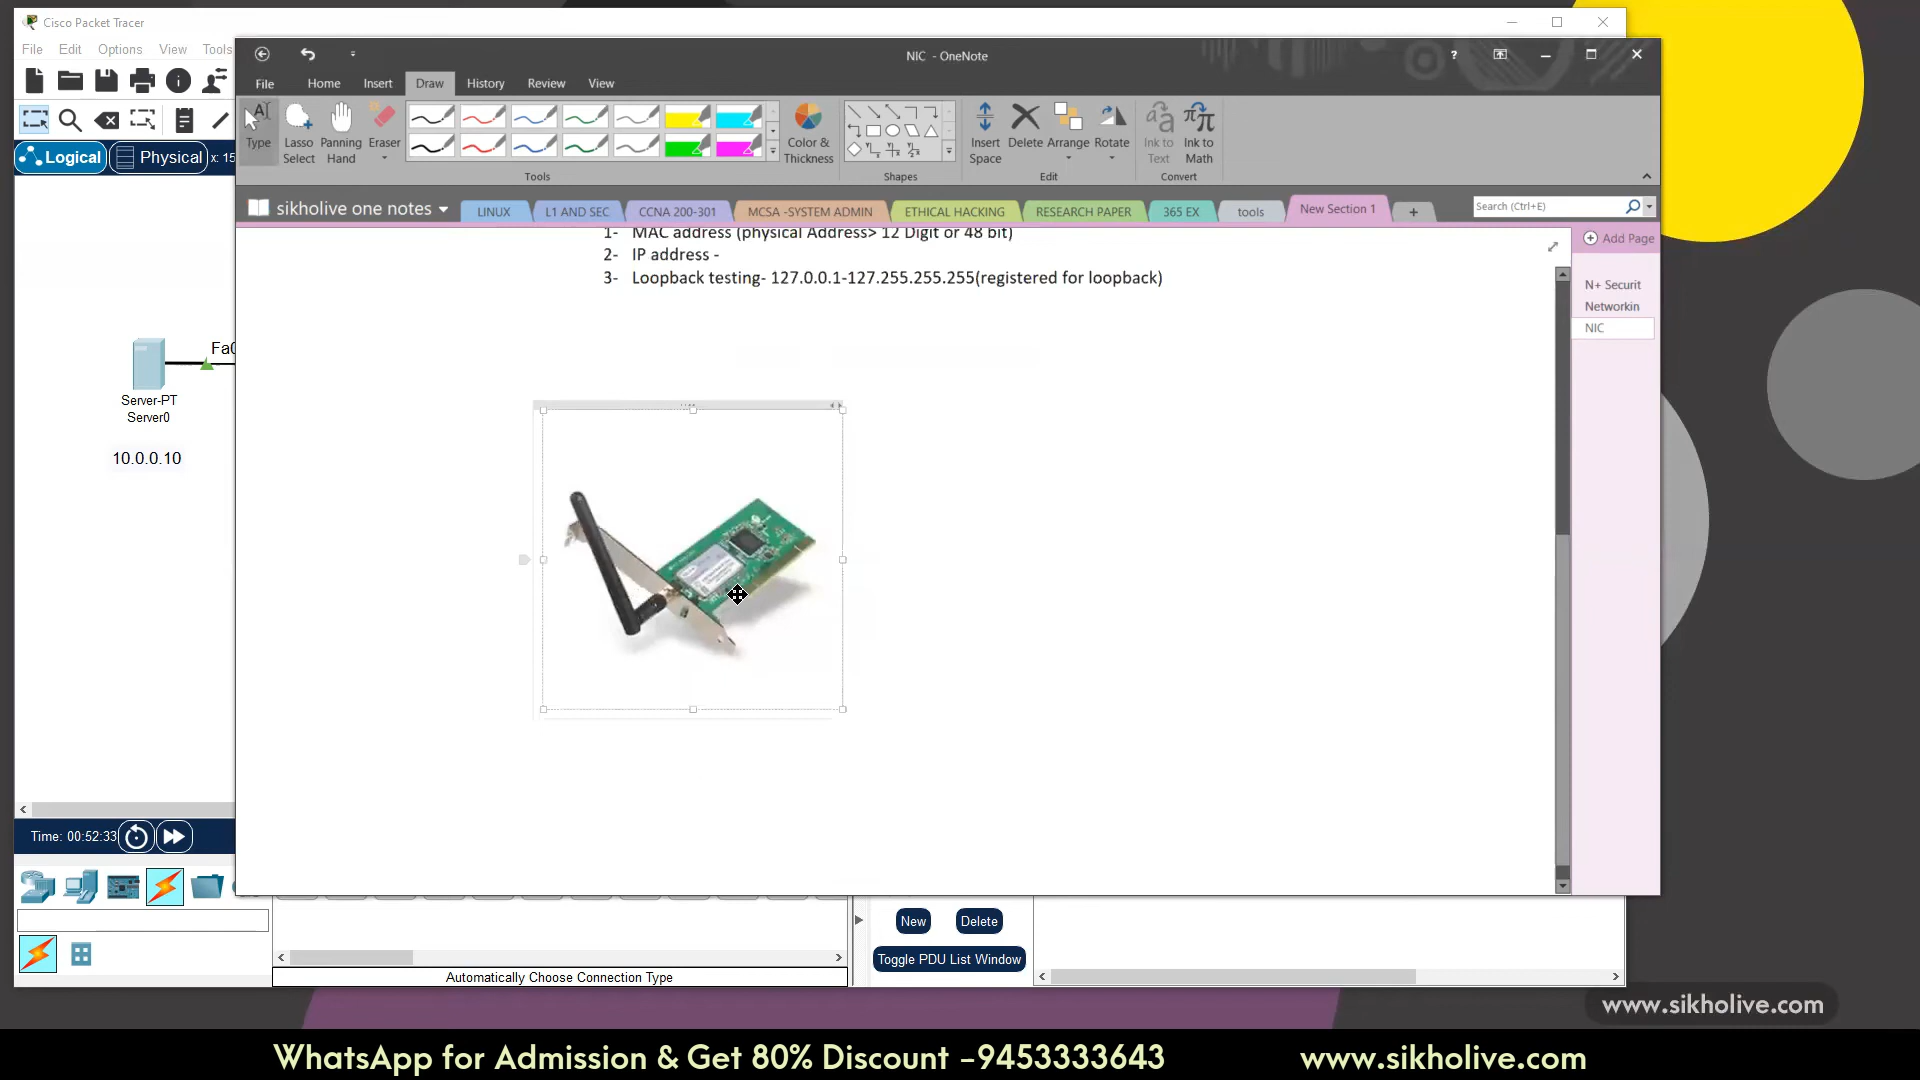 Cisco Packet Tracer
File Edit Options View Tools
Logical Physical x: 15
Fa0
Server-PT
Server0
10.0.0.10
Time: 00:52:33
NIC - OneNote
File Home Insert Draw History Review View
Type
Lasso Select
Panning Hand
Eraser
Color & Thickness
Insert Space
Delete
Arrange
Rotate
Ink to Text
Ink to Math
Tools
Shapes
Edit
Convert
sikholive one notes
LINUX L1 AND SEC CCNA 200-301 MCSA -SYSTEM ADMIN ETHICAL HACKING RESEARCH PAPER 365 EX tools New Section 1
Search (Ctrl+E)
Add Page
N+ Securit
Networkin
NIC
1- MAC address (physical Address> 12 Digit or 48 bit)
2- IP address -
3- Loopback testing- 127.0.0.1-127.255.255.255(registered for loopback)
New Delete
Toggle PDU List Window
Automatically Choose Connection Type
www.sikholive.com
WhatsApp for Admission & Get 80% Discount –9453333643
www.sikholive.com